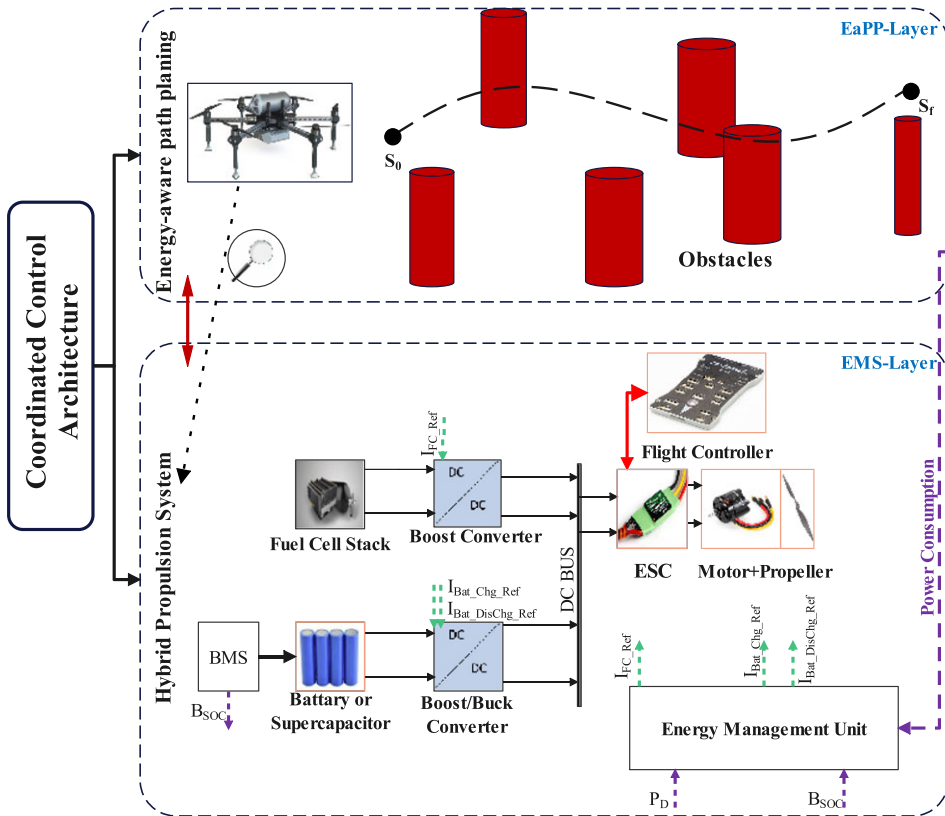 EaPP-Layer
Energy-aware path planing
S0
Sf
Obstacles
Coordinated Control
Architecture
EMS-Layer
Hybrid Propulsion System
IFC_Ref
Flight Controller
DC
DC
Fuel Cell Stack
Boost Converter
DC BUS
ESC
Motor+Propeller
Power Consumption
IBat_Chg_Ref
IBat_DisChg_Ref
BMS
DC
DC
BSOC
Battary or
Supercapacitor
Boost/Buck
Converter
IFC_Ref
IBat_Chg_Ref
IBat_DisChg_Ref
Energy Management Unit
PD
BSOC